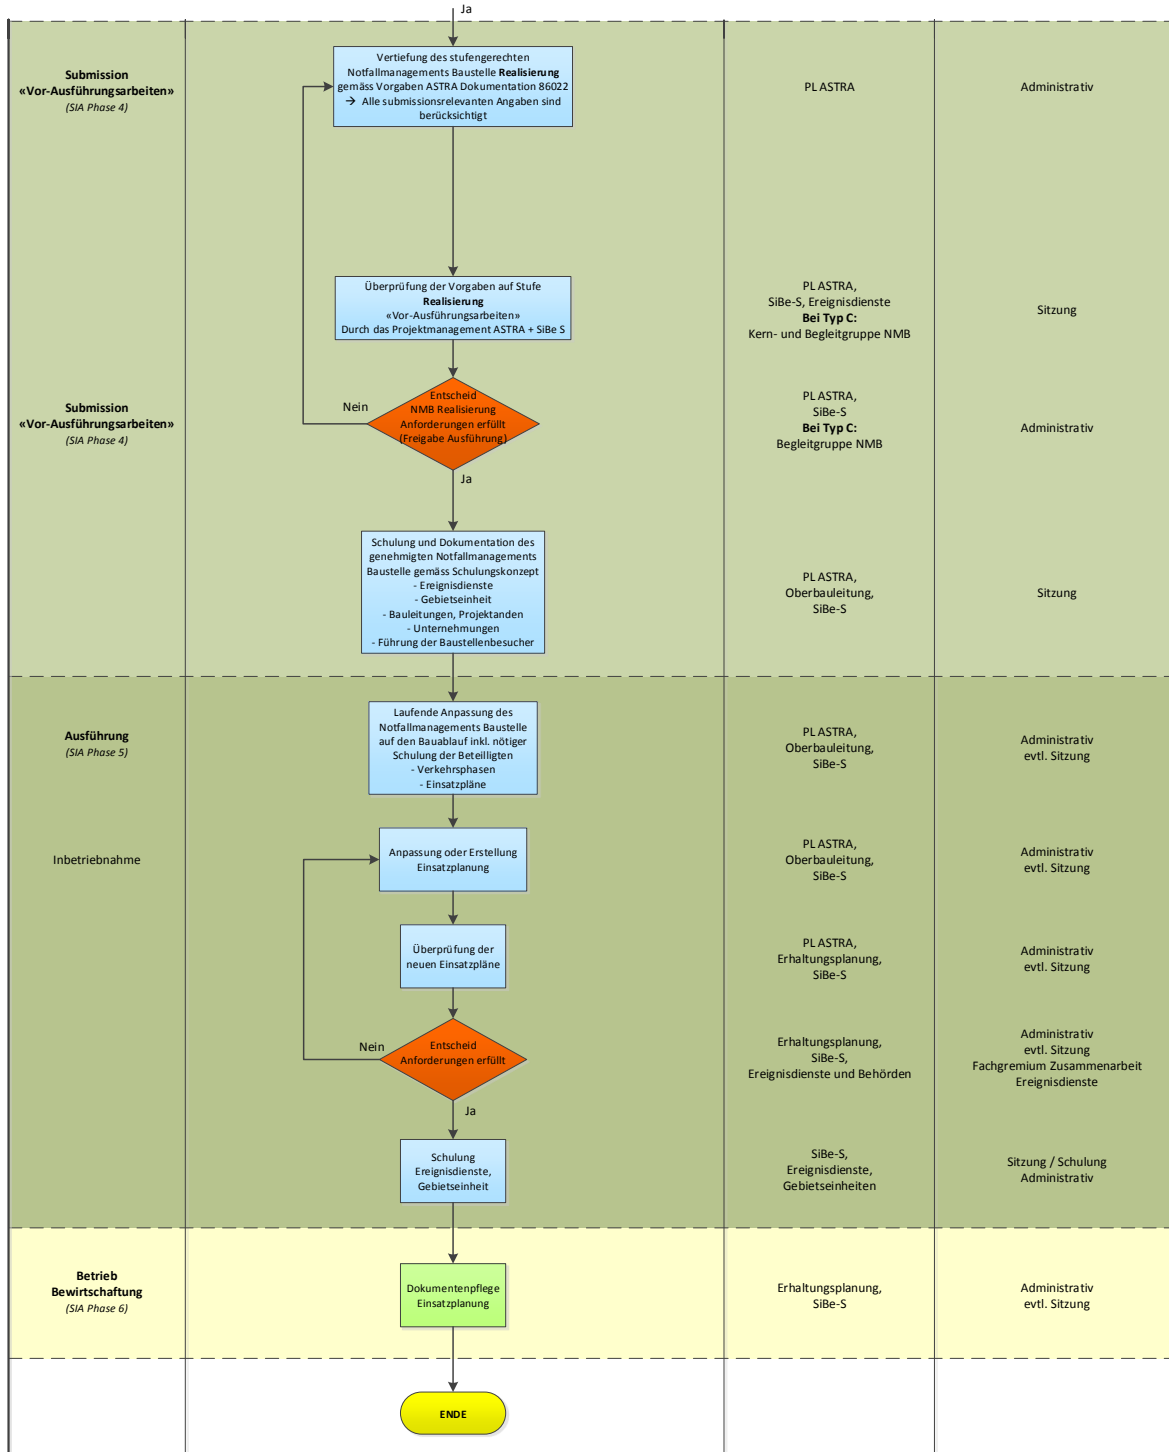 Ja
Submission
«Vor-Ausführungsarbeiten»
(SIA Phase 4)
Vertiefung des stufengerechten
Notfallmanagements Baustelle Realisierung
gemäss Vorgaben ASTRA Dokumentation 86022
→ Alle submissionsrelevanten Angaben sind
berücksichtigt
PL ASTRA
Administrativ
Überprüfung der Vorgaben auf Stufe
Realisierung
«Vor-Ausführungsarbeiten»
Durch das Projektmanagement ASTRA + SiBe S
PL ASTRA,
SiBe-S, Ereignisdienste
Bei Typ C:
Kern- und Begleitgruppe NMB
Sitzung
Submission
«Vor-Ausführungsarbeiten»
(SIA Phase 4)
Nein
Entscheid
NMB Realisierung
Anforderungen erfüllt
(Freigabe Ausführung)
Ja
PL ASTRA,
SiBe-S
Bei Typ C:
Begleitgruppe NMB
Administrativ
Schulung und Dokumentation des
genehmigten Notfallmanagements
Baustelle gemäss Schulungskonzept
- Ereignisdienste
- Gebietseinheit
- Bauleitungen, Projektanden
- Unternehmungen
- Führung der Baustellenbesucher
PL ASTRA,
Oberbauleitung,
SiBe-S
Sitzung
Ausführung
(SIA Phase 5)
Laufende Anpassung des
Notfallmanagements Baustelle
auf den Bauablauf inkl. nötiger
Schulung der Beteiligten
- Verkehrsphasen
- Einsatzpläne
PL ASTRA,
Oberbauleitung,
SiBe-S
Administrativ
evtl. Sitzung
Inbetriebnahme
Anpassung oder Erstellung
Einsatzplanung
PL ASTRA,
Oberbauleitung,
SiBe-S
Administrativ
evtl. Sitzung
Überprüfung der
neuen Einsatzpläne
PL ASTRA,
Erhaltungsplanung,
SiBe-S
Administrativ
evtl. Sitzung
Nein
Entscheid
Anforderungen erfüllt
Ja
Erhaltungsplanung,
SiBe-S,
Ereignisdienste und Behörden
Administrativ
evtl. Sitzung
Fachgremium Zusammenarbeit
Ereignisdienste
Schulung
Ereignisdienste,
Gebietseinheit
SiBe-S,
Ereignisdienste,
Gebietseinheiten
Sitzung / Schulung
Administrativ
Betrieb
Bewirtschaftung
(SIA Phase 6)
Dokumentenpflege
Einsatzplanung
Erhaltungsplanung,
SiBe-S
Administrativ
evtl. Sitzung
ENDE